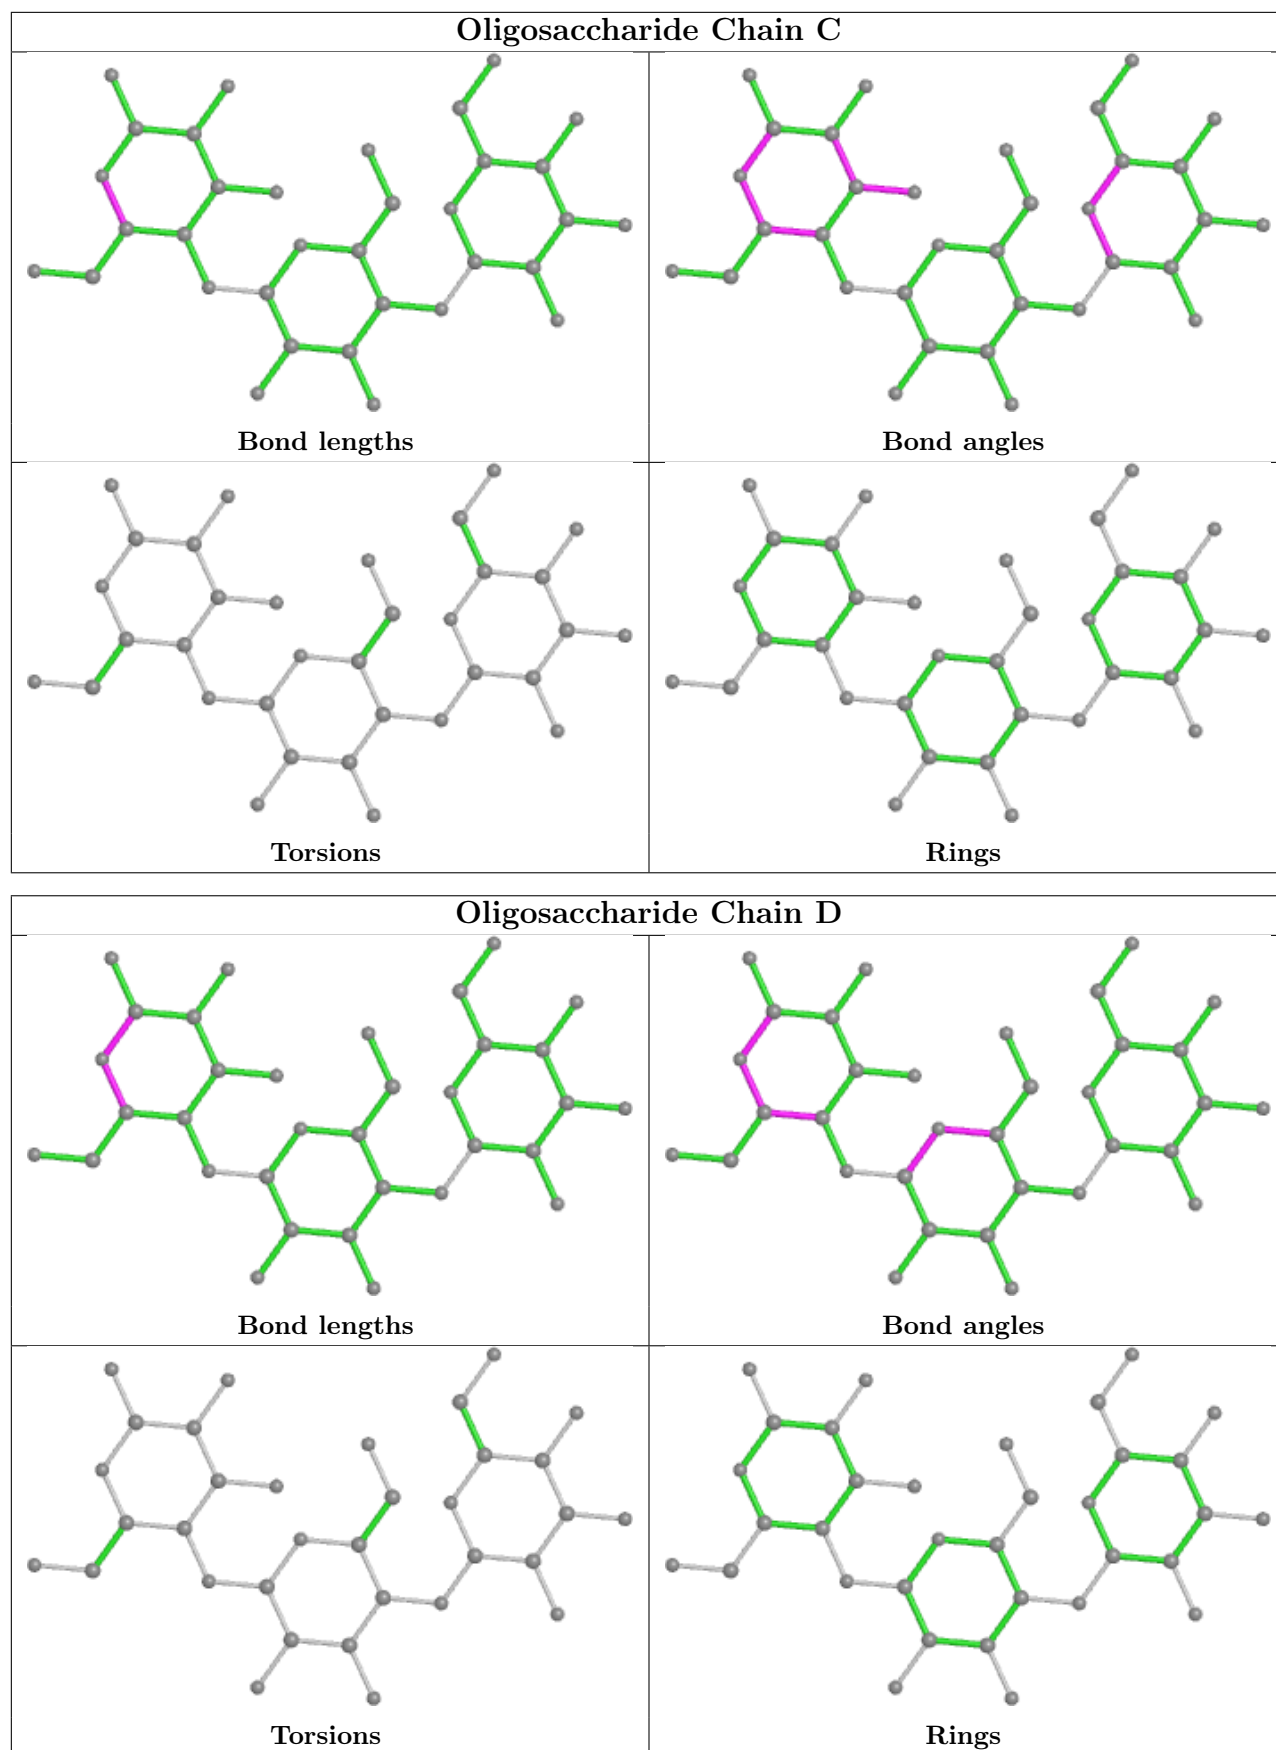 Oligosaccharide Chain C
Bond lengths
Bond angles
Torsions
Rings
Oligosaccharide Chain D
Bond lengths
Bond angles
Torsions
Rings